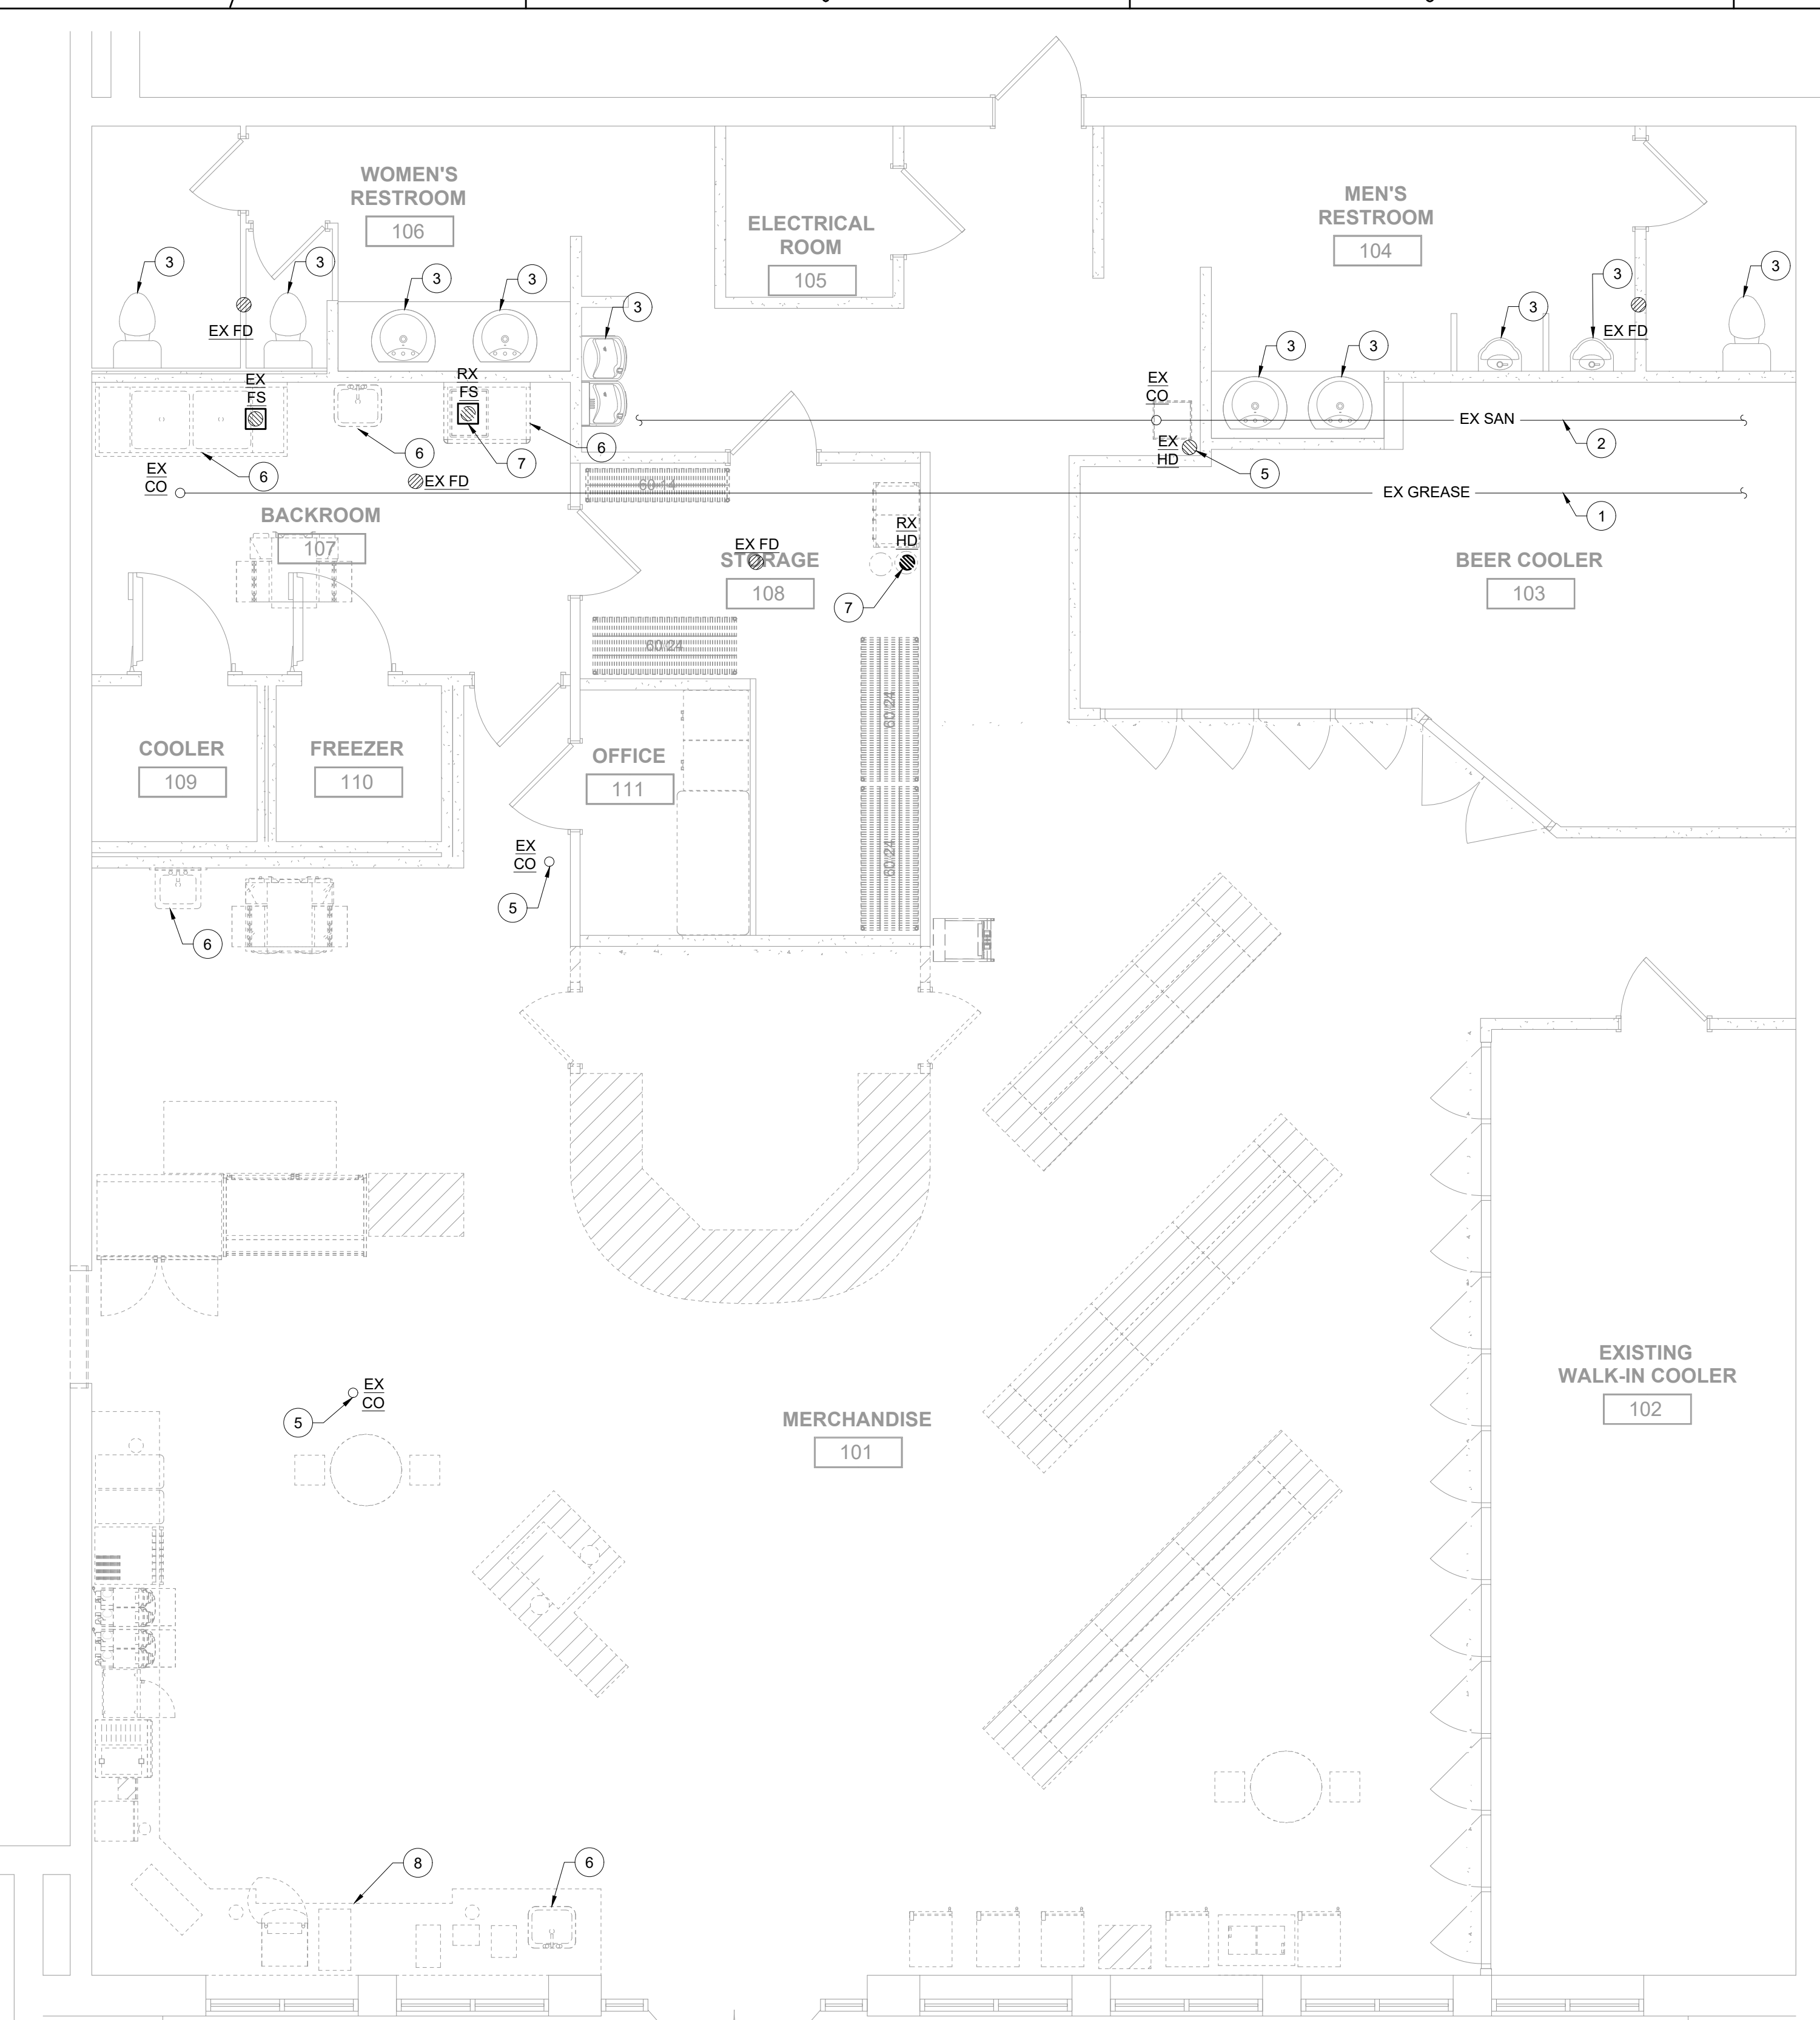 WOMEN'S
RESTROOM
106
ELECTRICAL
ROOM
105
MEN'S
RESTROOM
104
3
3
3
3
3
3
3
3
3
3
EX FD
EX FD
EX
FS
RX
FS
EX
CO
EX SAN
2
6
6
6
7
EX
HD
5
EX
CO
EX FD
EX GREASE
1
BACKROOM
107
60 14
EX FD
STORAGE
108
RX
HD
7
BEER COOLER
103
60/24
60/24
60/24
COOLER
109
FREEZER
110
OFFICE
111
EX
CO
5
6
EX
CO
5
MERCHANDISE
101
EXISTING
WALK-IN COOLER
102
8
6